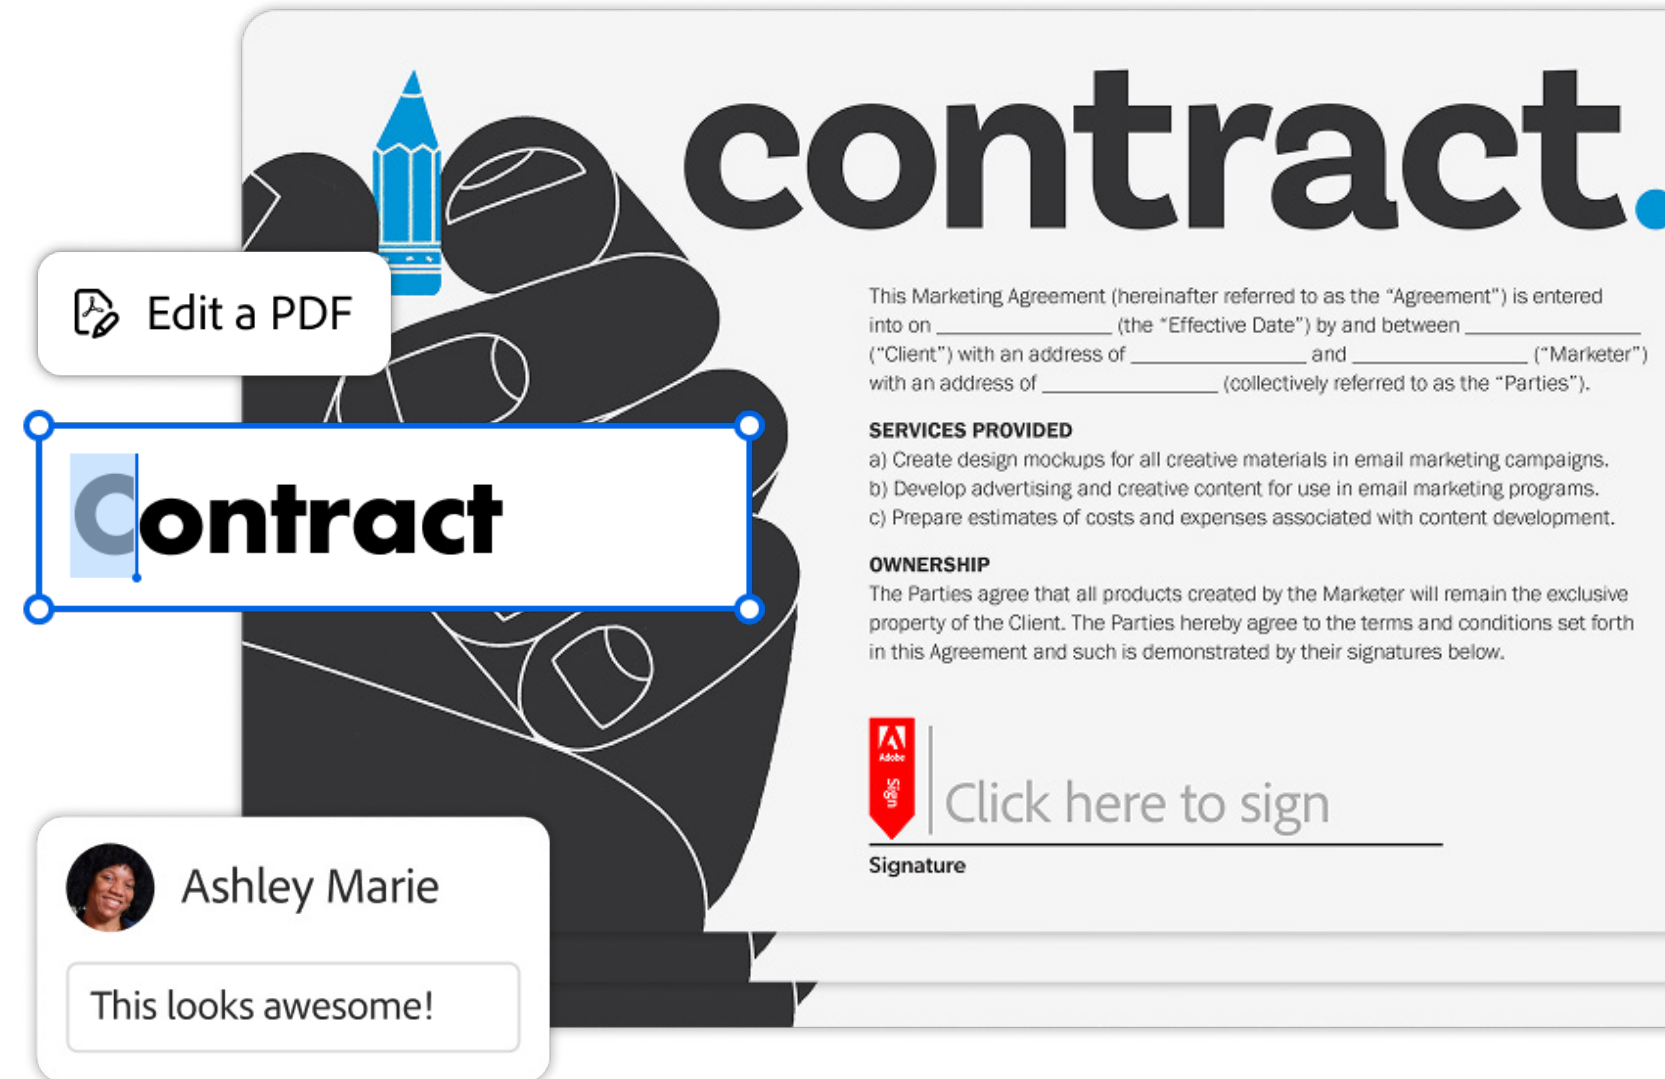 contract.
Edit a PDF
Contract
This Marketing Agreement (hereinafter referred to as the “Agreement”) is entered
into on ________________ (the “Effective Date”) by and between ________________
(“Client”) with an address of ________________ and ________________ (“Marketer”)
with an address of ________________ (collectively referred to as the “Parties”).
SERVICES PROVIDED
a) Create design mockups for all creative materials in email marketing campaigns.
b) Develop advertising and creative content for use in email marketing programs.
c) Prepare estimates of costs and expenses associated with content development.
OWNERSHIP
The Parties agree that all products created by the Marketer will remain the exclusive
property of the Client. The Parties hereby agree to the terms and conditions set forth
in this Agreement and such is demonstrated by their signatures below.
Adobe
Sign
Click here to sign
Signature
Ashley Marie
This looks awesome!